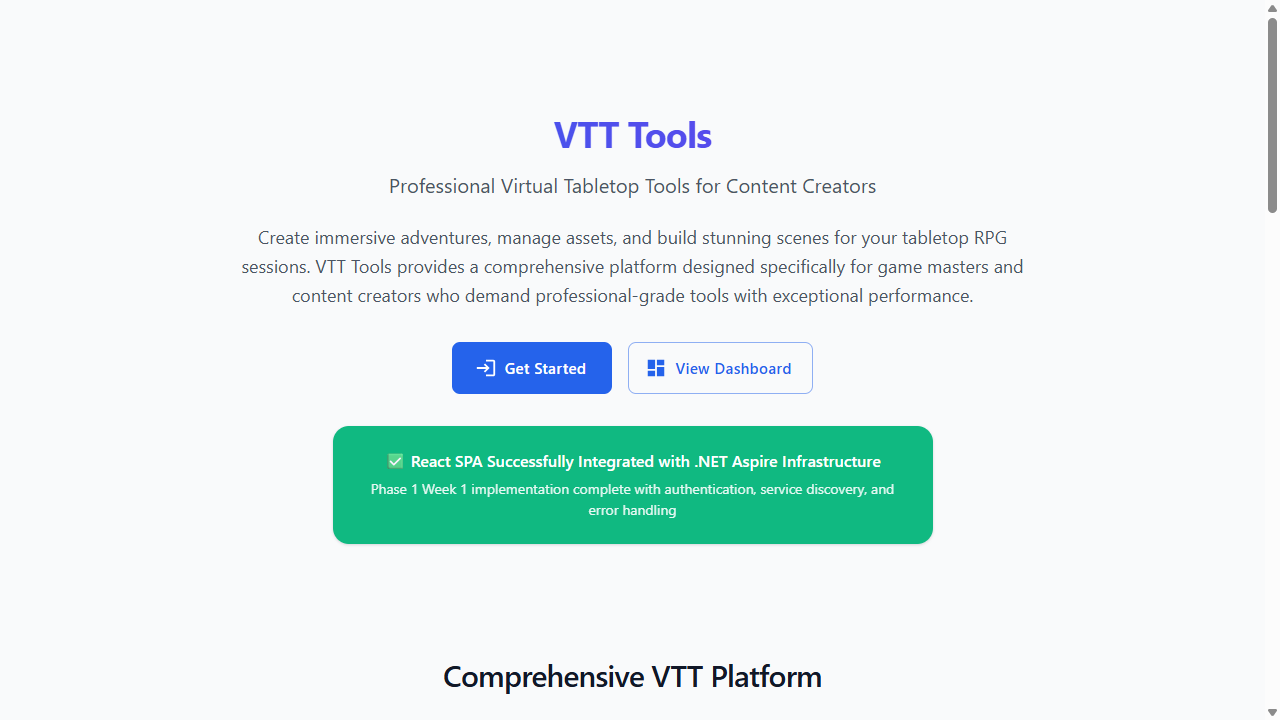 VTT Tools
Professional Virtual Tabletop Tools for Content Creators
Create immersive adventures, manage assets, and build stunning scenes for your tabletop RPG
sessions. VTT Tools provides a comprehensive platform designed specifically for game masters and
content creators who demand professional-grade tools with exceptional performance.
Get Started
View Dashboard
✅ React SPA Successfully Integrated with .NET Aspire Infrastructure
Phase 1 Week 1 implementation complete with authentication, service discovery, and
error handling
Comprehensive VTT Platform